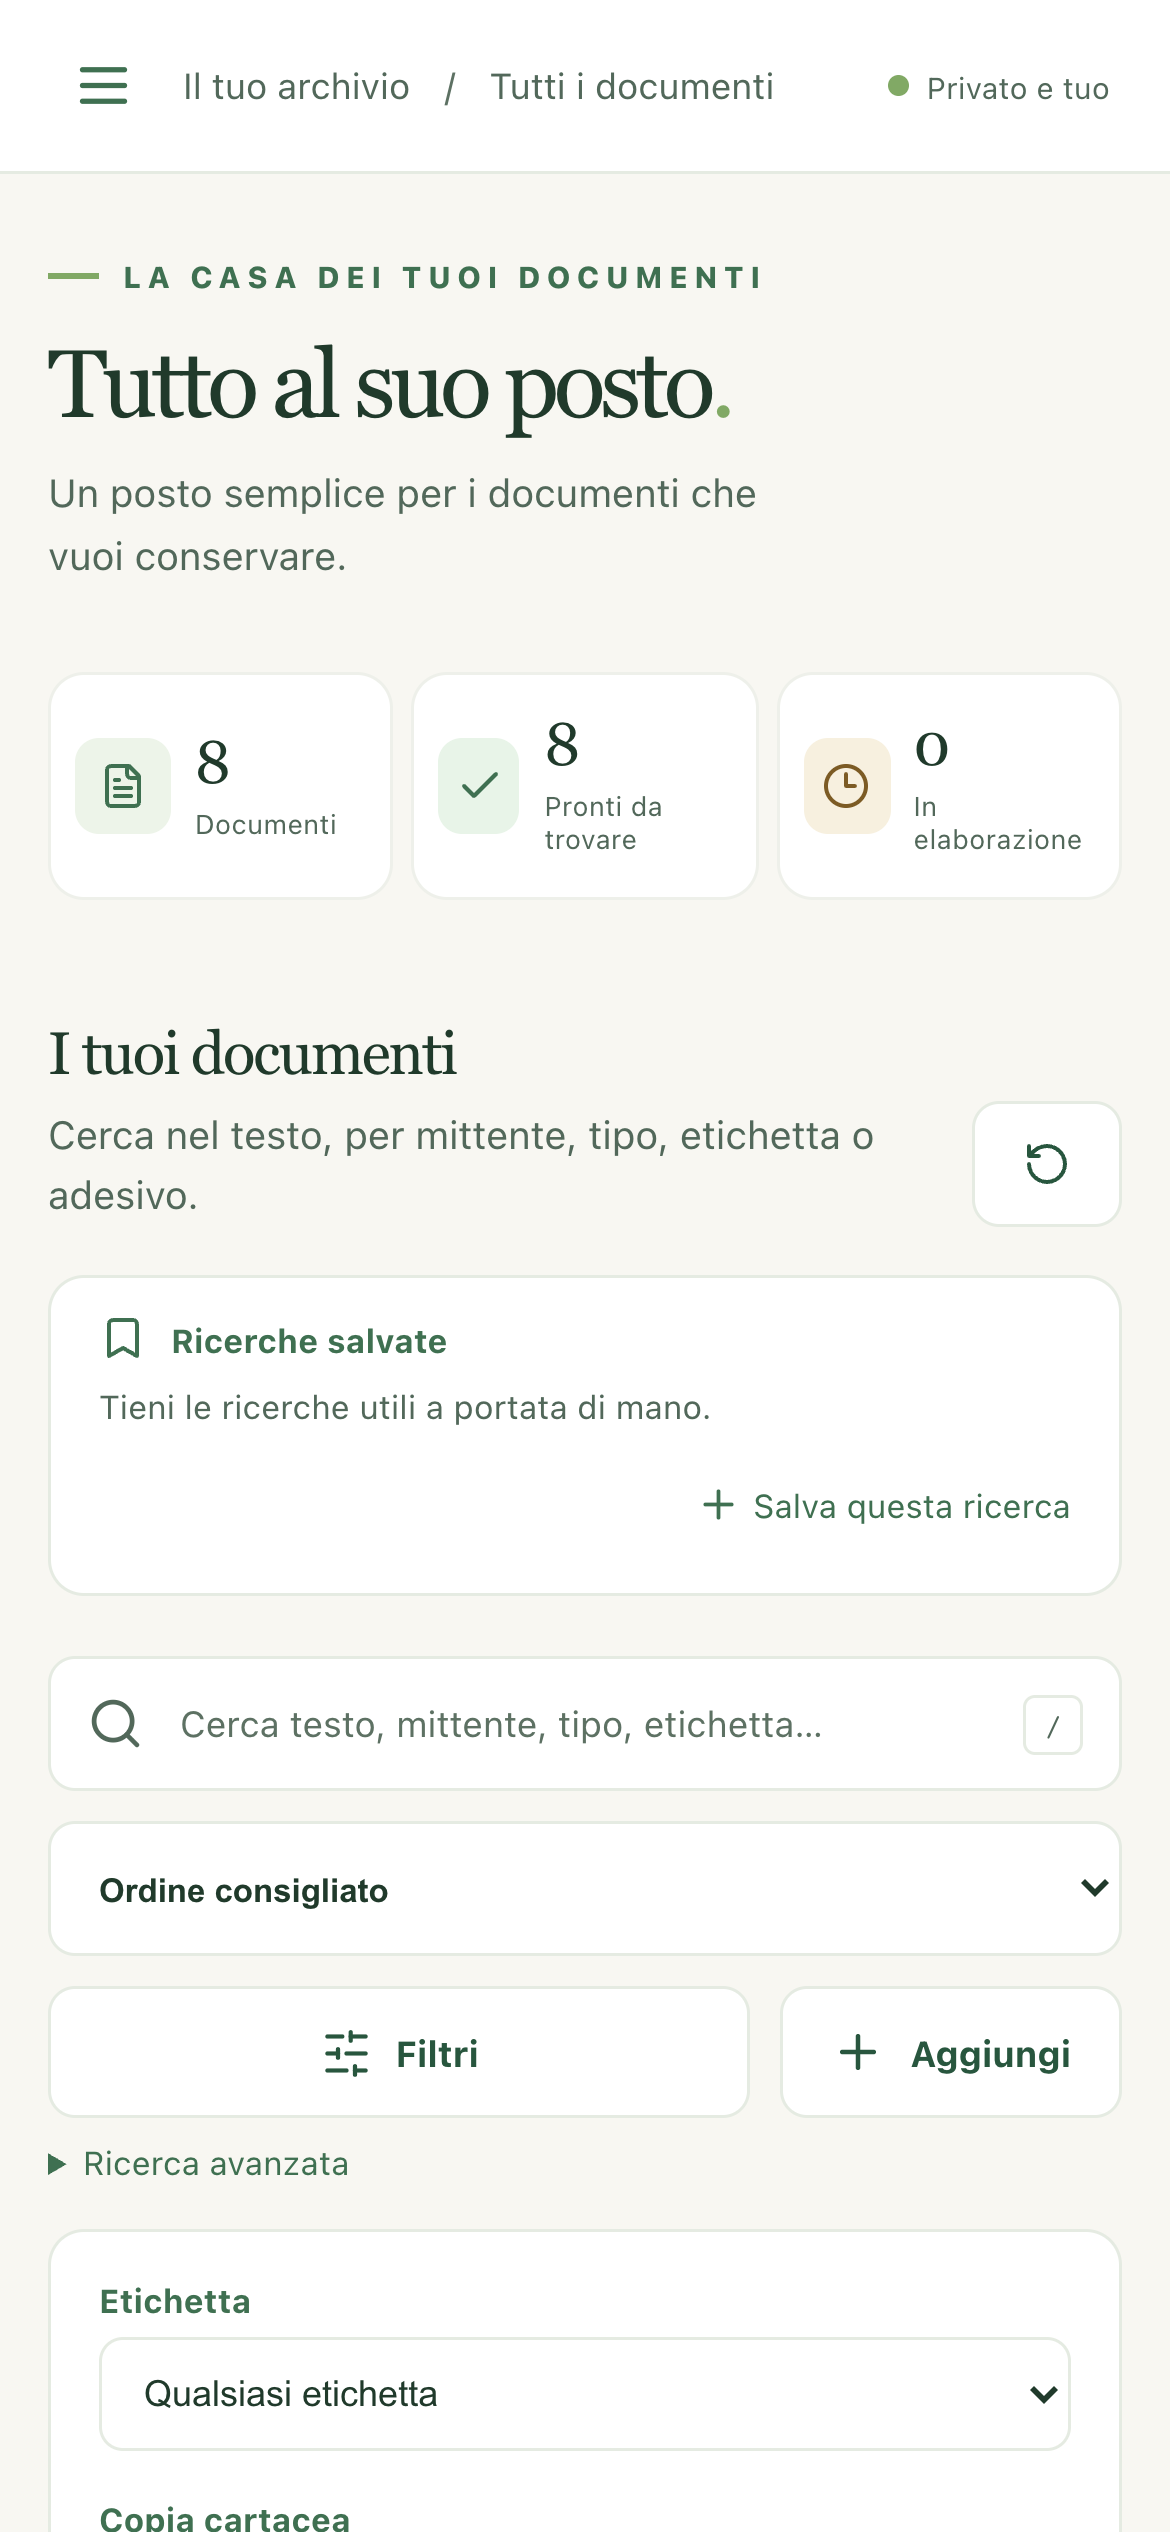 Il tuo archivio / Tutti i documenti
Privato e tuo
LA CASA DEI TUOI DOCUMENTI
Tutto al suo posto.
Un posto semplice per i documenti che
vuoi conservare.
8
Documenti
8
Pronti da
trovare
0
In
elaborazione
I tuoi documenti
Cerca nel testo, per mittente, tipo, etichetta o
adesivo.
Ricerche salvate
Tieni le ricerche utili a portata di mano.
+ Salva questa ricerca
Cerca testo, mittente, tipo, etichetta...
/
Ordine consigliato
Filtri
+ Aggiungi
Ricerca avanzata
Etichetta
Qualsiasi etichetta
Copia cartacea